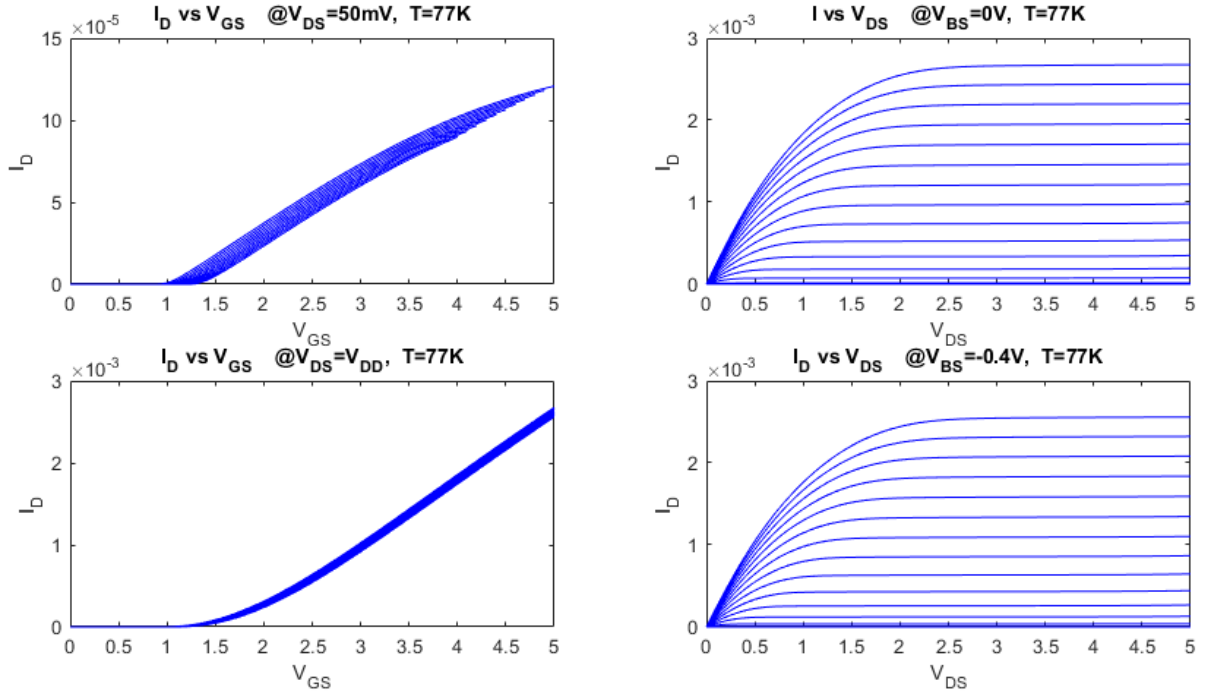 I_D vs V_GS @V_DS=50mV, T=77K
×10^-5
15
10
5
0
I_D
0 0.5 1 1.5 2 2.5 3 3.5 4 4.5 5
V_GS
I vs V_DS @V_BS=0V, T=77K
×10^-3
3
2
1
0
I_D
0 0.5 1 1.5 2 2.5 3 3.5 4 4.5 5
V_DS
I_D vs V_GS @V_DS=V_DD, T=77K
×10^-3
3
2
1
0
I_D
0 0.5 1 1.5 2 2.5 3 3.5 4 4.5 5
V_GS
I_D vs V_DS @V_BS=-0.4V, T=77K
×10^-3
3
2
1
0
I_D
0 0.5 1 1.5 2 2.5 3 3.5 4 4.5 5
V_DS